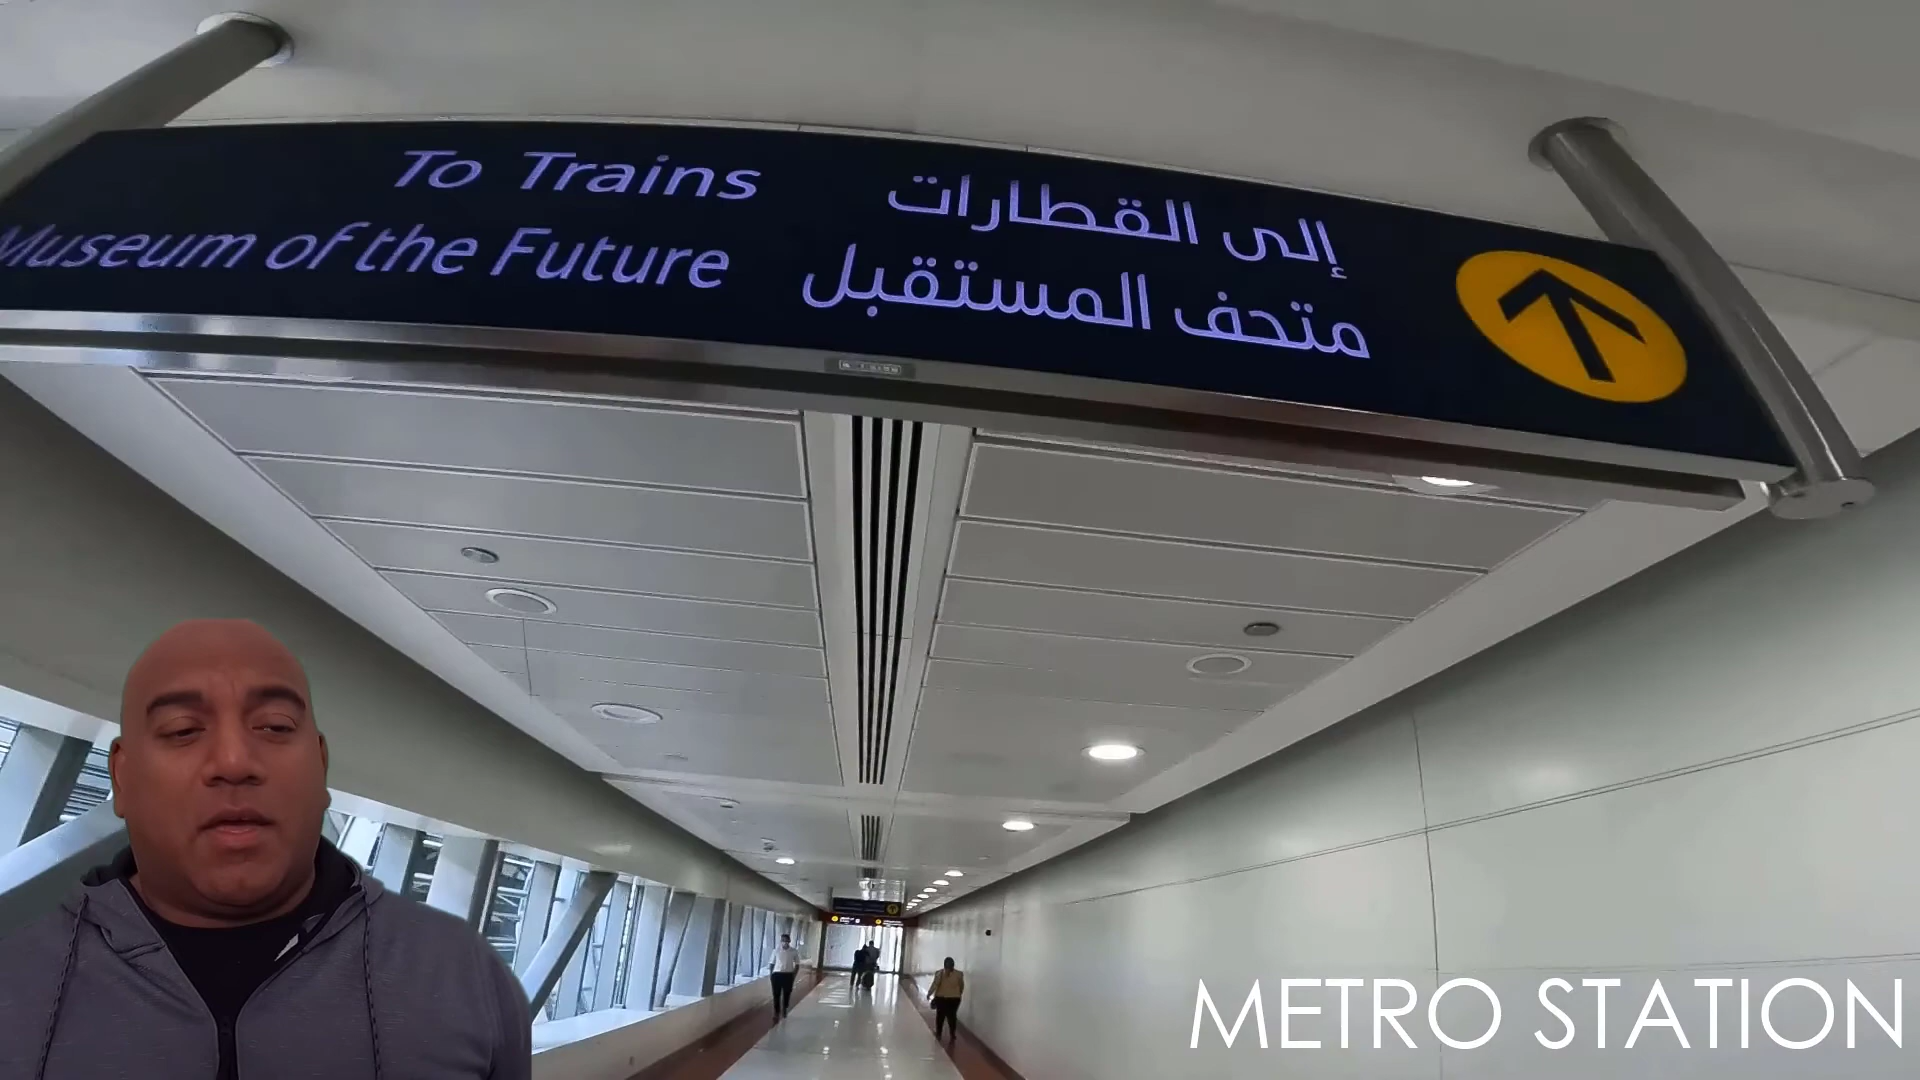 To Trains
إلى القطارات
Museum of the Future
متحف المستقبل
METRO STATION